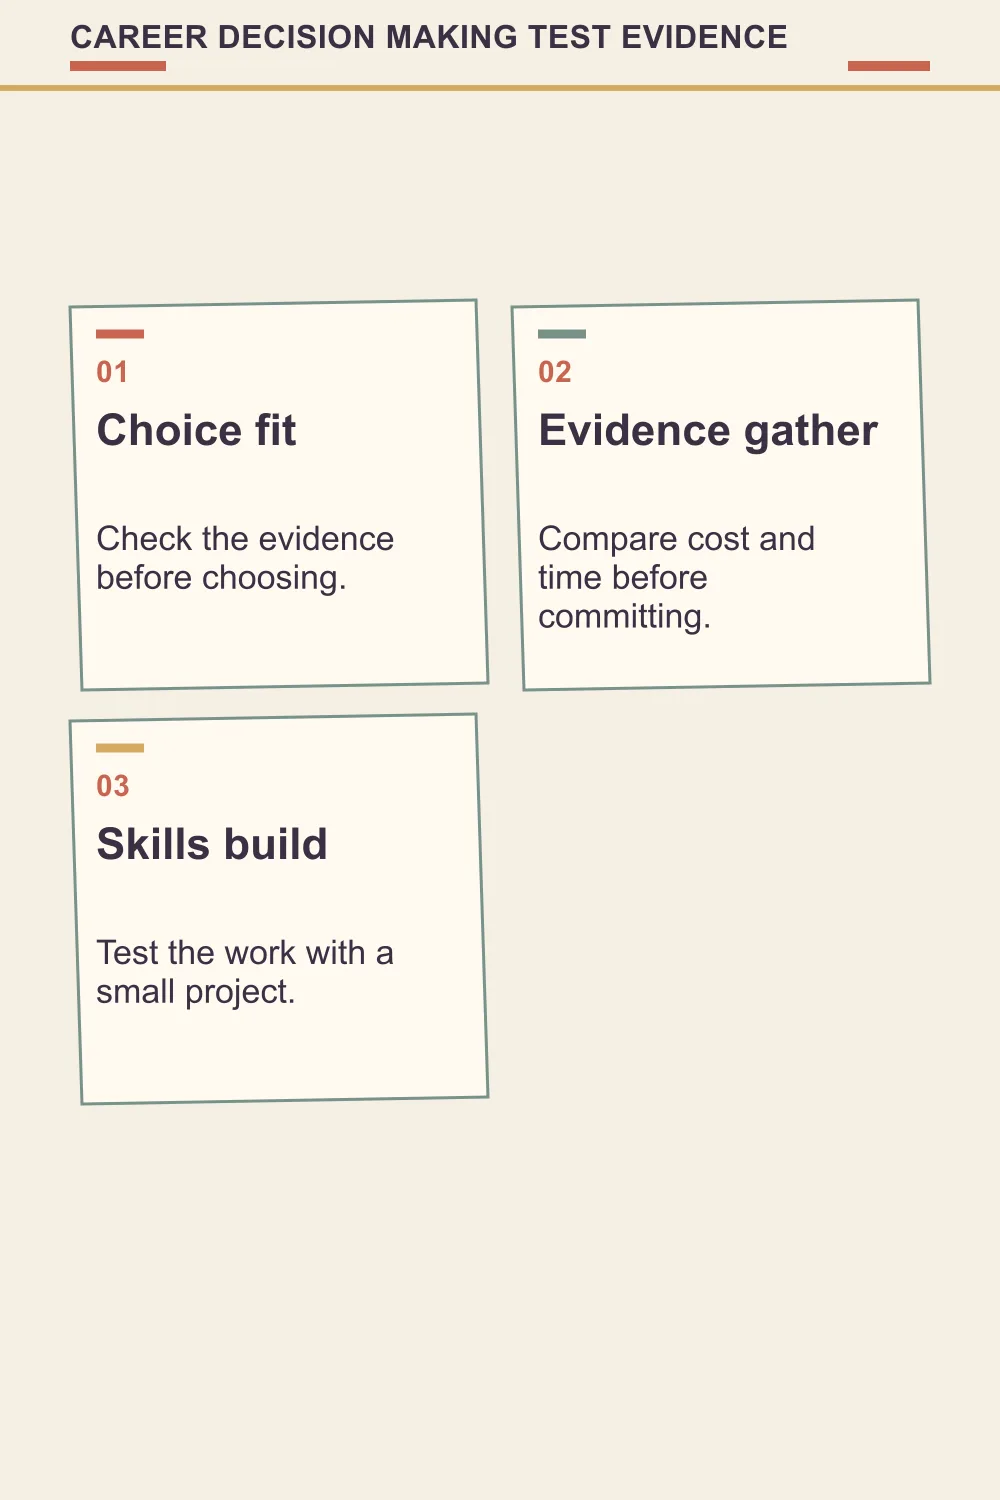 CAREER DECISION MAKING TEST EVIDENCE
01
Choice fit
Check the evidence
before choosing.
02
Evidence gather
Compare cost and
time before
committing.
03
Skills build
Test the work with a
small project.